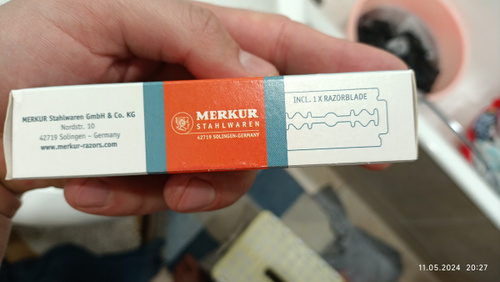 MERKUR Stahlwaren GmbH & Co. KG
Nordstr. 10
42719 Solingen – Germany
www.merkur-razors.com
MERKUR
STAHLWAREN
42719 SOLINGEN-GERMANY
INCL. 1 X RAZORBLADE
11.05.2024 20:27